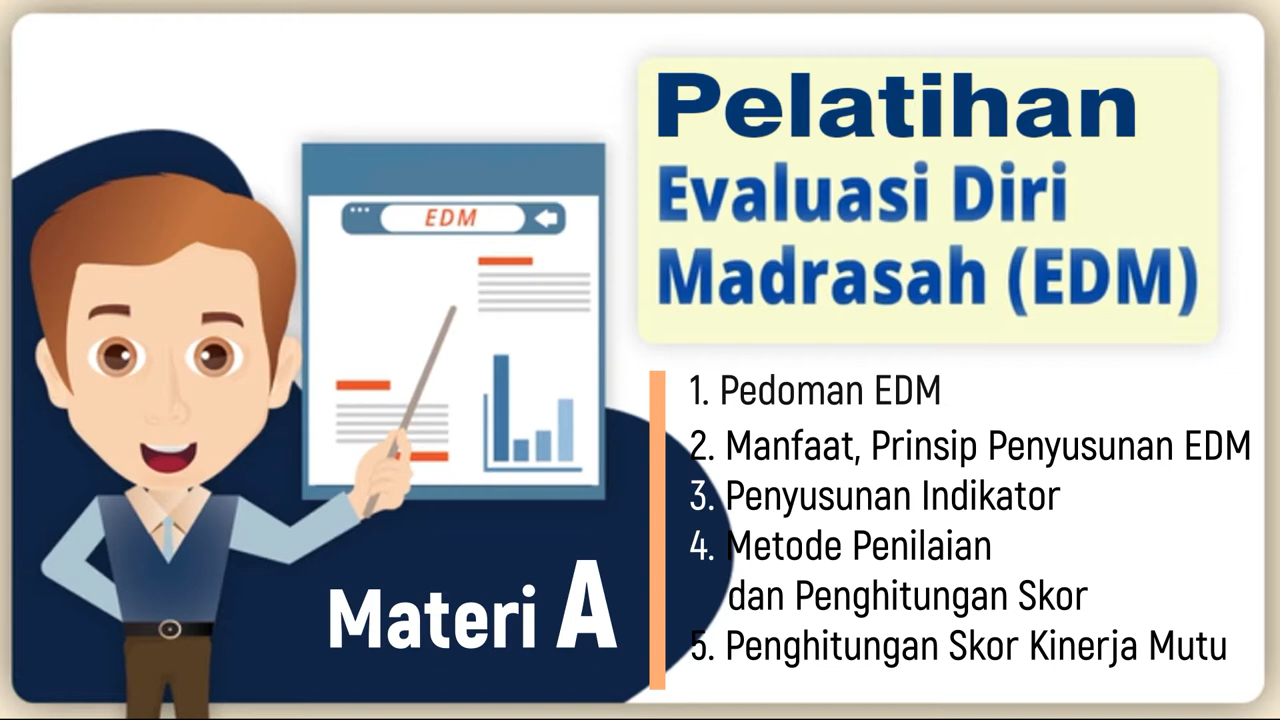 Pelatihan
Evaluasi Diri
Madrasah (EDM)
EDM
1. Pedoman EDM
2. Manfaat, Prinsip Penyusunan EDM
3. Penyusunan Indikator
4. Metode Penilaian
dan Penghitungan Skor
5. Penghitungan Skor Kinerja Mutu
Materi A